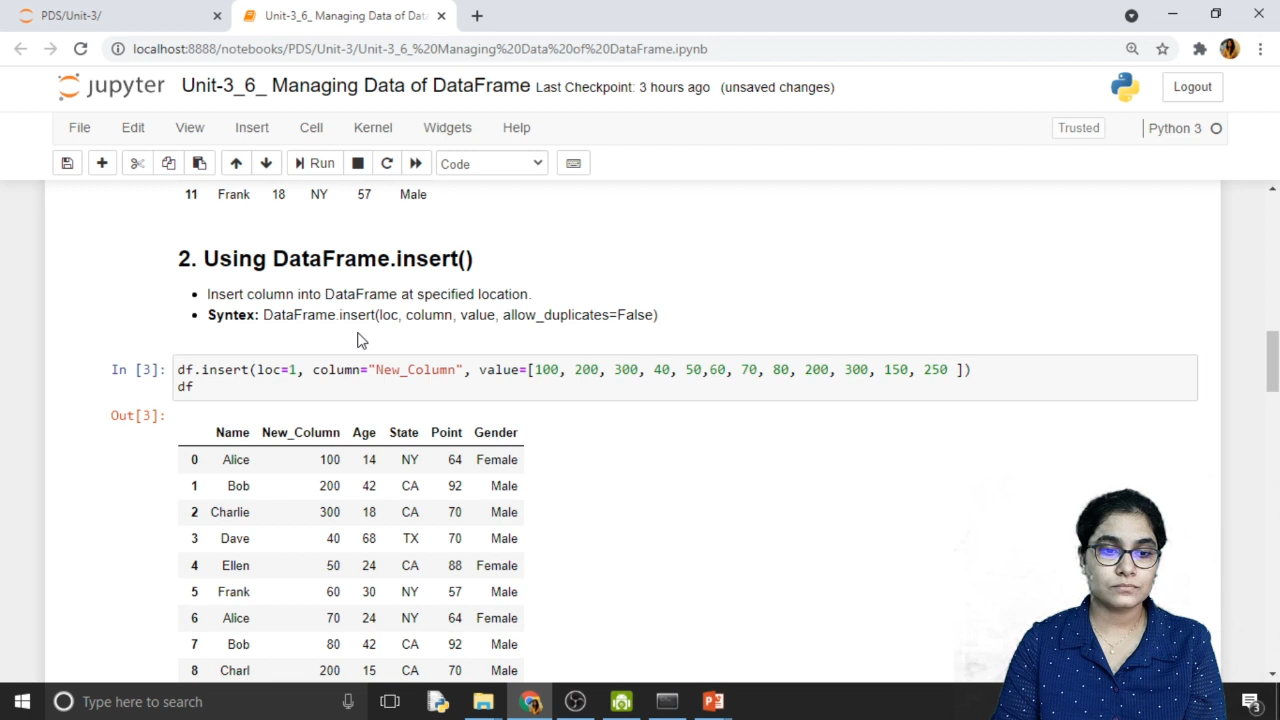 PDS/Unit-3/
Unit-3_6_ Managing Data of Data
localhost:8888/notebooks/PDS/Unit-3/Unit-3_6_%20Managing%20Data%20of%20DataFrame.ipynb
jupyter Unit-3_6_ Managing Data of DataFrame Last Checkpoint: 3 hours ago (unsaved changes)
Logout
File Edit View Insert Cell Kernel Widgets Help
Trusted
Python 3
Run
Code
11 Frank 18 NY 57 Male
2. Using DataFrame.insert()
• Insert column into DataFrame at specified location.
• Syntex: DataFrame.insert(loc, column, value, allow_duplicates=False)
In [3]: df.insert(loc=1, column="New_Column", value=[100, 200, 300, 40, 50,60, 70, 80, 200, 300, 150, 250 ])
df
Out[3]:
Name New_Column Age State Point Gender
0 Alice 100 14 NY 64 Female
1 Bob 200 42 CA 92 Male
2 Charlie 300 18 CA 70 Male
3 Dave 40 68 TX 70 Male
4 Ellen 50 24 CA 88 Female
5 Frank 60 30 NY 57 Male
6 Alice 70 24 NY 64 Female
7 Bob 80 42 CA 92 Male
8 Charl 200 15 CA 70 Male
Type here to search
3